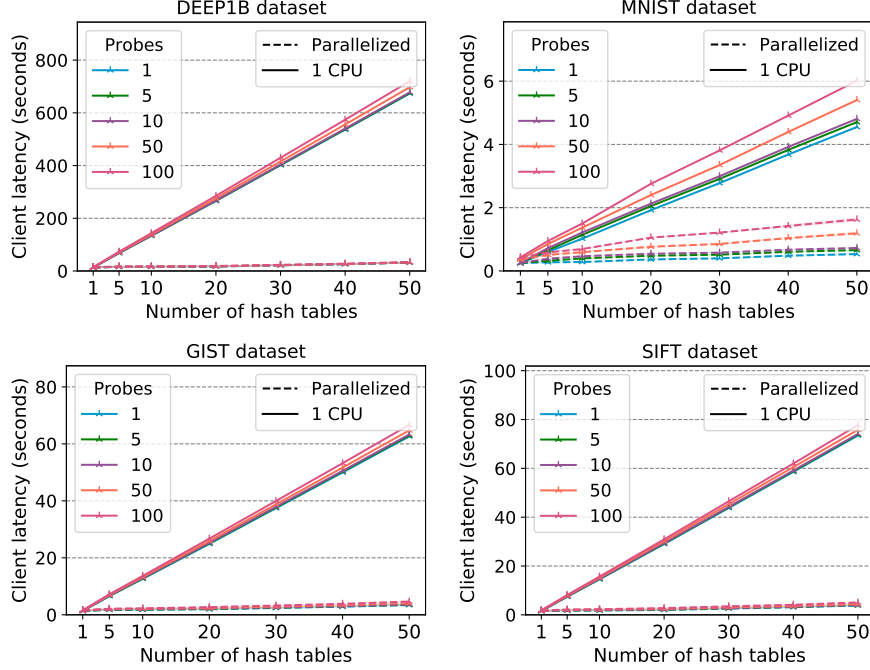 DEEP1B dataset
Client latency (seconds)
800
600
400
200
0
Probes
1
5
10
50
100
Parallelized
1 CPU
1 5 10 20 30 40 50
Number of hash tables
MNIST dataset
Client latency (seconds)
6
4
2
0
Probes
1
5
10
50
100
Parallelized
1 CPU
1 5 10 20 30 40 50
Number of hash tables
GIST dataset
Client latency (seconds)
80
60
40
20
0
Probes
1
5
10
50
100
Parallelized
1 CPU
1 5 10 20 30 40 50
Number of hash tables
SIFT dataset
Client latency (seconds)
100
80
60
40
20
0
Probes
1
5
10
50
100
Parallelized
1 CPU
1 5 10 20 30 40 50
Number of hash tables